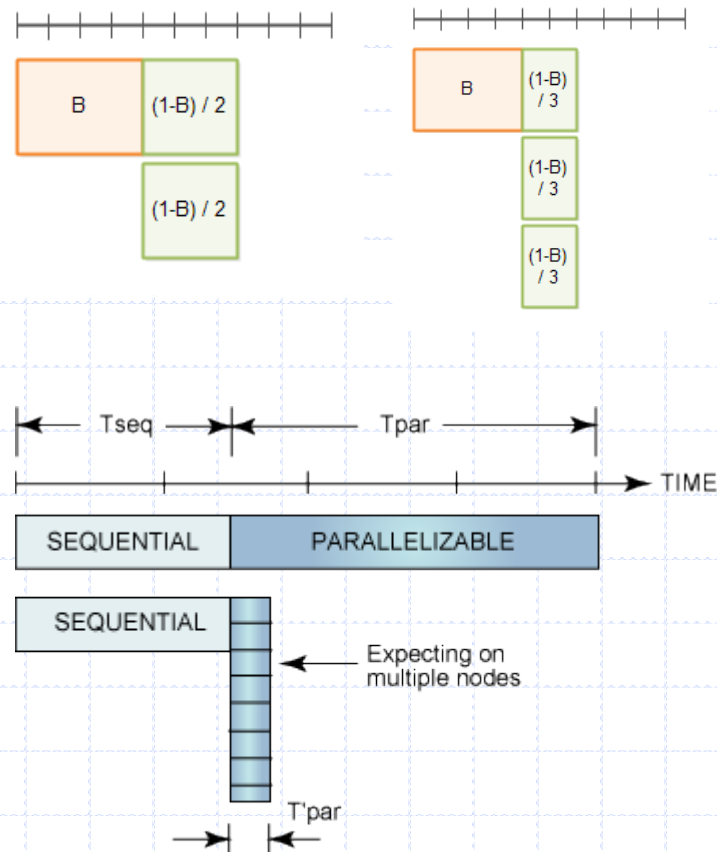 B
(1-B) / 2
(1-B) / 2
B
(1-B)
/ 3
(1-B)
/ 3
(1-B)
/ 3
Tseq
Tpar
TIME
SEQUENTIAL
PARALLELIZABLE
SEQUENTIAL
Expecting on
multiple nodes
T'par